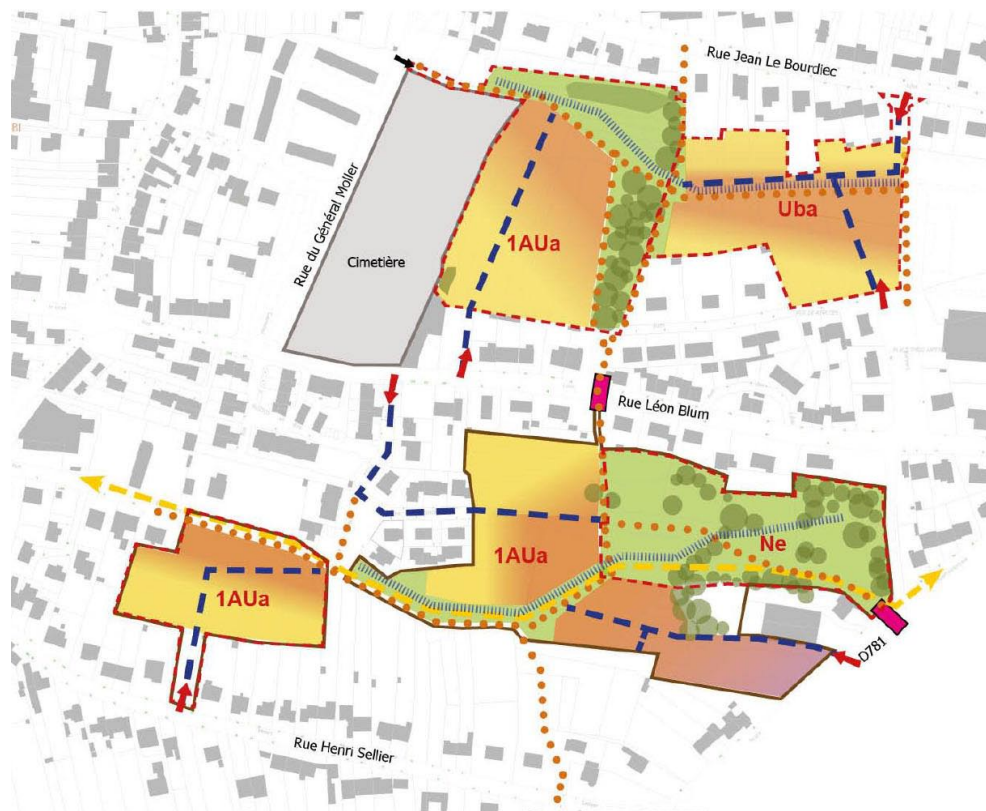 Rue Jean Le Bourdiec
BI
Rue du Général Moller
Uba
1AUa
Cimetière
Rue Léon Blum
Ne
1AUa
1AUa
D781
Rue Henri Sellier